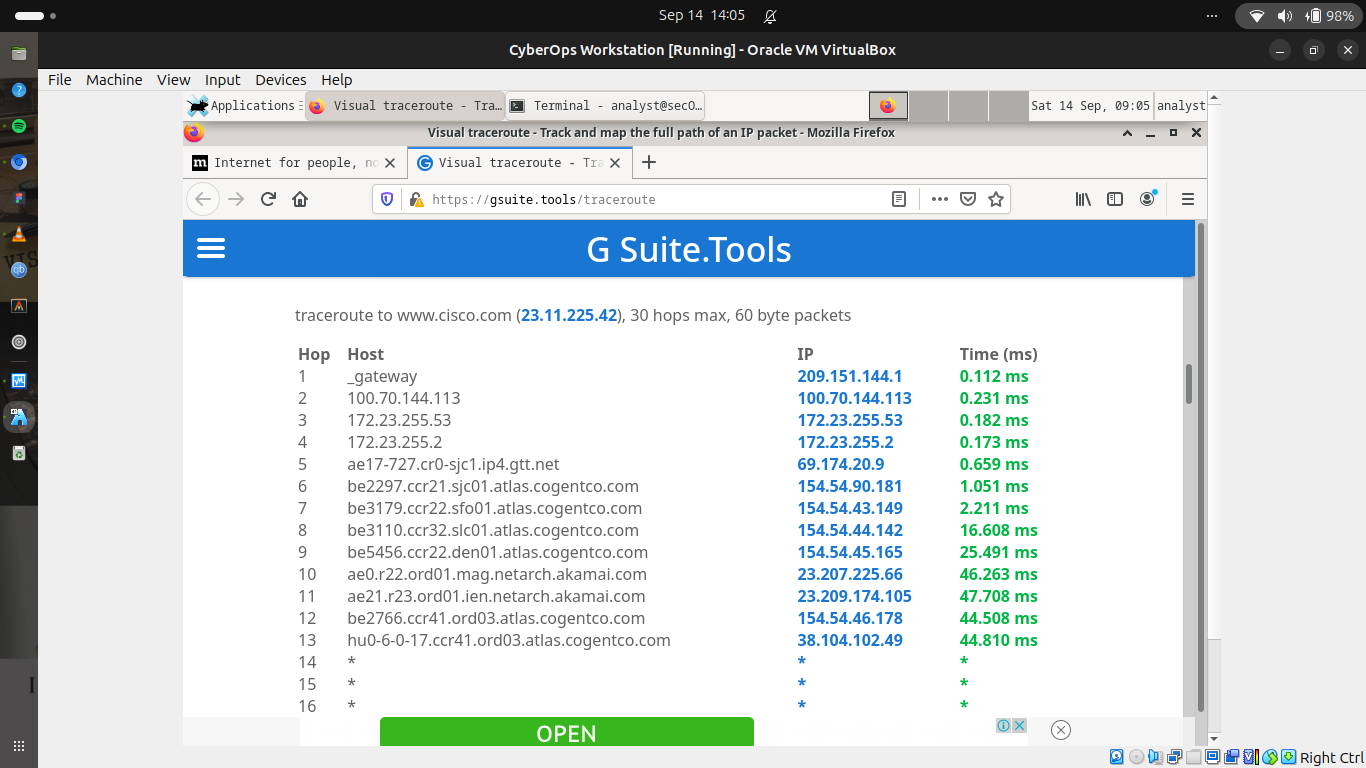 Sep 14 14:05
98%
CyberOps Workstation [Running] - Oracle VM VirtualBox
File Machine View Input Devices Help
Applications Visual traceroute - Tra... Terminal - analyst@secO... Sat 14 Sep, 09:05 analyst
Visual traceroute - Track and map the full path of an IP packet - Mozilla Firefox
Internet for people, no Visual traceroute - Tra
https://gsuite.tools/traceroute
G Suite.Tools
traceroute to www.cisco.com (23.11.225.42), 30 hops max, 60 byte packets
Hop Host IP Time (ms)
1 _gateway 209.151.144.1 0.112 ms
2 100.70.144.113 100.70.144.113 0.231 ms
3 172.23.255.53 172.23.255.53 0.182 ms
4 172.23.255.2 172.23.255.2 0.173 ms
5 ae17-727.cr0-sjc1.ip4.gtt.net 69.174.20.9 0.659 ms
6 be2297.ccr21.sjc01.atlas.cogentco.com 154.54.90.181 1.051 ms
7 be3179.ccr22.sfo01.atlas.cogentco.com 154.54.43.149 2.211 ms
8 be3110.ccr32.slc01.atlas.cogentco.com 154.54.44.142 16.608 ms
9 be5456.ccr22.den01.atlas.cogentco.com 154.54.45.165 25.491 ms
10 ae0.r22.ord01.mag.netarch.akamai.com 23.207.225.66 46.263 ms
11 ae21.r23.ord01.ien.netarch.akamai.com 23.209.174.105 47.708 ms
12 be2766.ccr41.ord03.atlas.cogentco.com 154.54.46.178 44.508 ms
13 hu0-6-0-17.ccr41.ord03.atlas.cogentco.com 38.104.102.49 44.810 ms
14 * * *
15 * * *
16 * * *
OPEN
Right Ctrl